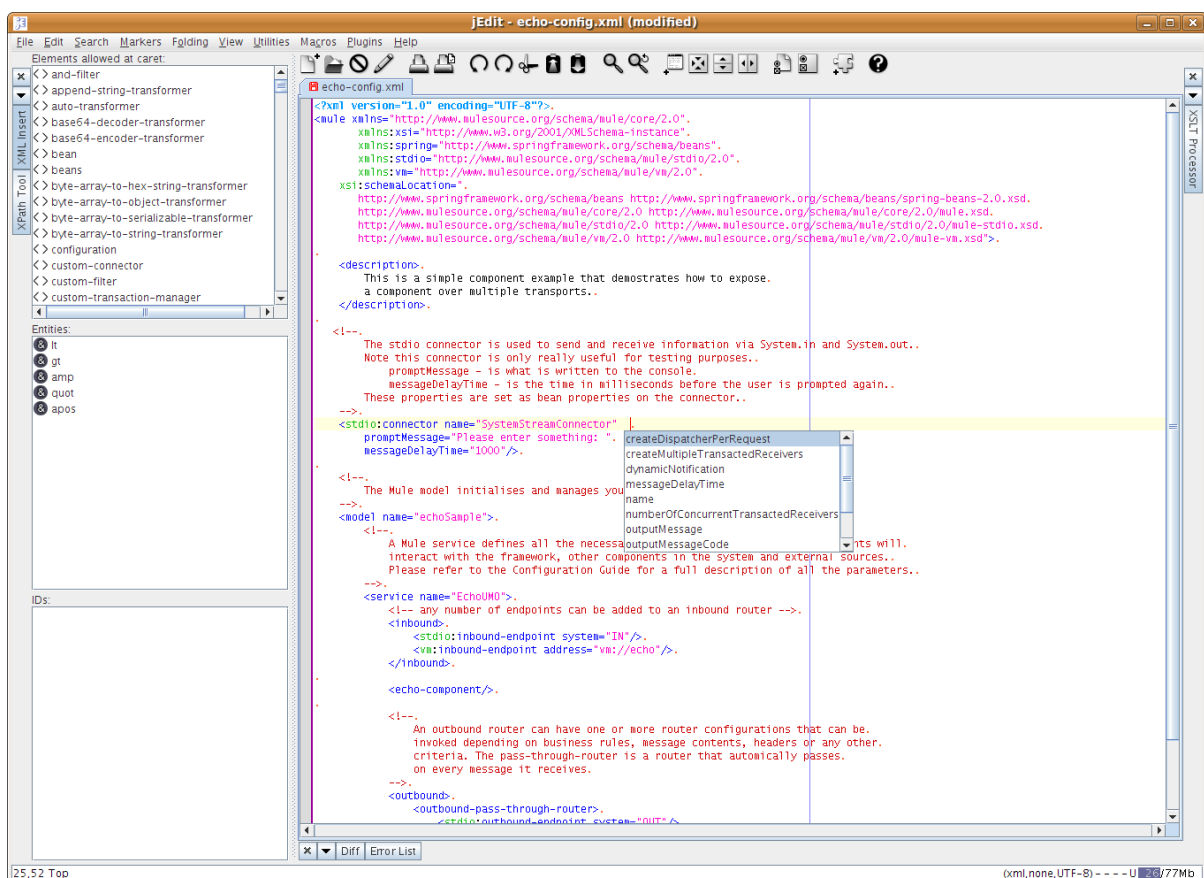 jEdit - echo-config.xml (modified)
File Edit Search Markers Folding View Utilities Macros Plugins Help
Elements allowed at caret:
<> and-filter
<> append-string-transformer
<> auto-transformer
<> base64-decoder-transformer
<> base64-encoder-transformer
<> bean
<> beans
<> byte-array-to-hex-string-transformer
<> byte-array-to-object-transformer
<> byte-array-to-serializable-transformer
<> byte-array-to-string-transformer
<> configuration
<> custom-connector
<> custom-filter
<> custom-transaction-manager
XML Insert
XPath Tool
Entities:
& lt
& gt
& amp
& quot
& apos
IDs:
echo-config.xml
<?xml version="1.0" encoding="UTF-8"?>.
<mule xmlns="http://www.mulesource.org/schema/mule/core/2.0".
xmlns:xsi="http://www.w3.org/2001/XMLSchema-instance".
xmlns:spring="http://www.springframework.org/schema/beans".
xmlns:stdio="http://www.mulesource.org/schema/mule/stdio/2.0".
xmlns:vm="http://www.mulesource.org/schema/mule/vm/2.0".
xsi:schemaLocation=".
http://www.springframework.org/schema/beans http://www.springframework.org/schema/beans/spring-beans-2.0.xsd.
http://www.mulesource.org/schema/mule/core/2.0 http://www.mulesource.org/schema/mule/core/2.0/mule.xsd.
http://www.mulesource.org/schema/mule/stdio/2.0 http://www.mulesource.org/schema/mule/stdio/2.0/mule-stdio.xsd.
http://www.mulesource.org/schema/mule/vm/2.0 http://www.mulesource.org/schema/mule/vm/2.0/mule-vm.xsd">.
.
<description>.
This is a simple component example that demostrates how to expose.
a component over multiple transports..
</description>.
.
<!--.
The stdio connector is used to send and receive information via System.in and System.out..
Note this connector is only really useful for testing purposes..
promptMessage - is what is written to the console.
messageDelayTime - is the time in milliseconds before the user is prompted again..
These properties are set as bean properties on the connector..
-->.
<stdio:connector name="SystemStreamConnector" .
promptMessage="Please enter something: ".
messageDelayTime="1000"/>.
.
createDispatcherPerRequest
createMultipleTransactedReceivers
dynamicNotification
messageDelayTime
name
numberOfConcurrentTransactedReceivers
outputMessage
outputMessageCode
<!--.
The Mule model initialises and manages you
-->.
<model name="echoSample">.
<!--.
A Mule service defines all the necessa nts will.
interact with the framework, other components in the system and external sources..
Please refer to the Configuration Guide for a full description of all the parameters..
-->.
<service name="EchoUMO">.
<!-- any number of endpoints can be added to an inbound router -->.
<inbound>.
<stdio:inbound-endpoint system="IN"/>.
<vm:inbound-endpoint address="vm://echo"/>.
</inbound>.
.
<echo-component/>.
.
<!--.
An outbound router can have one or more router configurations that can be.
invoked depending on business rules, message contents, headers or any other.
criteria. The pass-through-router is a router that automically passes.
on every message it receives.
-->.
<outbound>.
<outbound-pass-through-router>.
<stdio:outbound-endpoint system="OUT"/>
XSLT Processor
Diff Error List
25,52 Top
(xml,none,UTF-8) - - - - U 26/77Mb